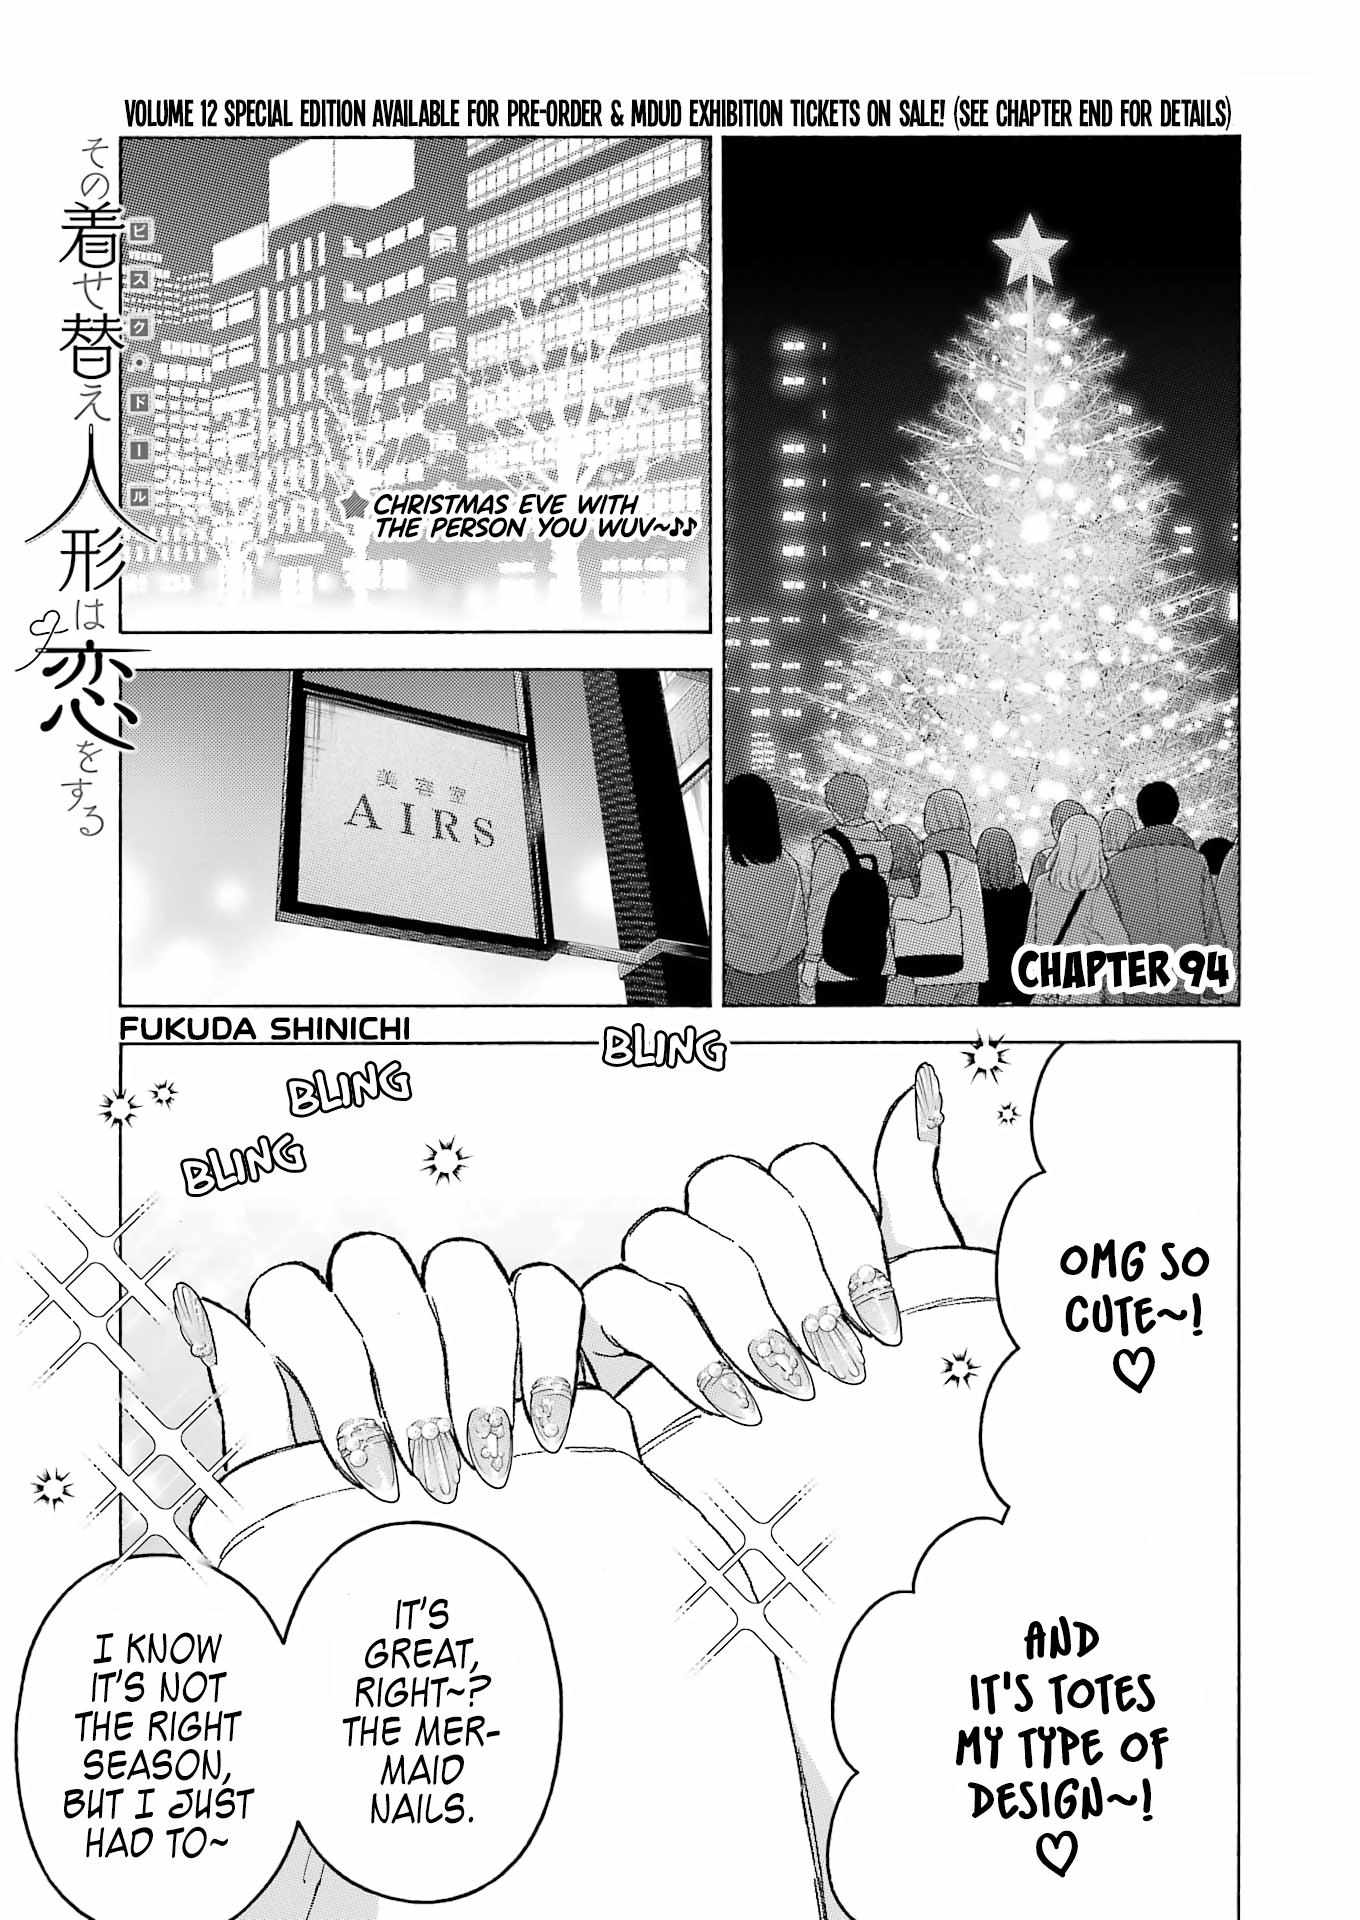 VOLUME 12 SPECIAL EDITION AVAILABLE FOR PRE-ORDER & MDUD EXHIBITION TICKETS ON SALE! (SEE CHAPTER END FOR DETAILS)
その着せ替え人形は恋をする
ビスク・ドール
CHRISTMAS EVE WITH
THE PERSON YOU WUV~♪♪
美容室
AIRS
CHAPTER 94
FUKUDA SHINICHI
BLING
BLING
BLING
OMG SO
CUTE~!
♡
AND
IT'S TOTES
MY TYPE OF
DESIGN~!
♡
IT'S
GREAT,
RIGHT~?
THE MER-
MAID
NAILS.
I KNOW
IT'S NOT
THE RIGHT
SEASON,
BUT I JUST
HAD TO~